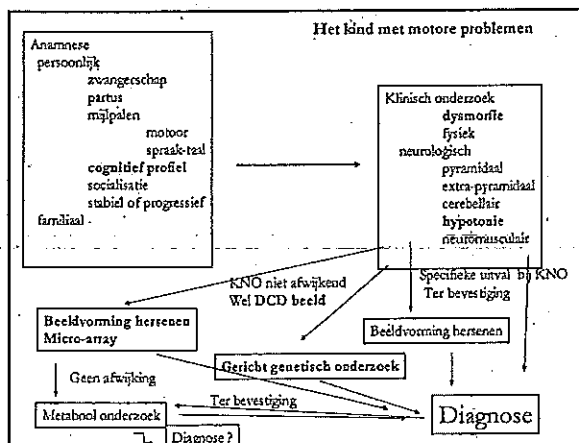 Het kind met motore problemen
Anamnese
persoonlijk
zwangerschap
partus
mijlpalen
motoor
spraak-taal
cognitief profiel
socialisatie
stabiel of progressief
familiaal
Klinisch onderzoek
dysmorfie
fysiek
neurologisch
pyramidaal
extra-pyramidaal
cerebellair
hypotonie
neuromusculair
KNO niet afwijkend
Wel DCD beeld
Specifieke uitval bij KNO
Ter bevestiging
Beeldvorming hersenen
Micro-array
Beeldvorming hersenen
Gericht genetisch onderzoek
Geen afwijking
Ter bevestiging
Metabool onderzoek
Diagnose
Diagnose?